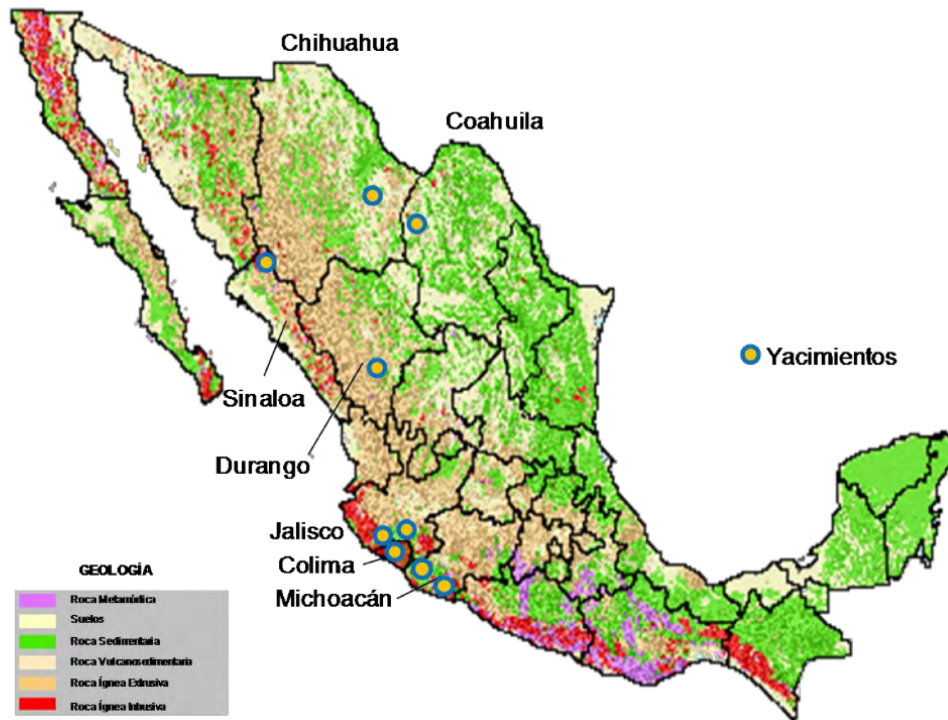 Chihuahua
Coahuila
Yacimientos
Sinaloa
Durango
Jalisco
Colima
Michoacán
GEOLOGÍA
Roca Metamórfica
Suelos
Roca Sedimentaria
Roca Vulcanosedimentaria
Roca Ígnea Extrusiva
Roca Ígnea Intrusiva